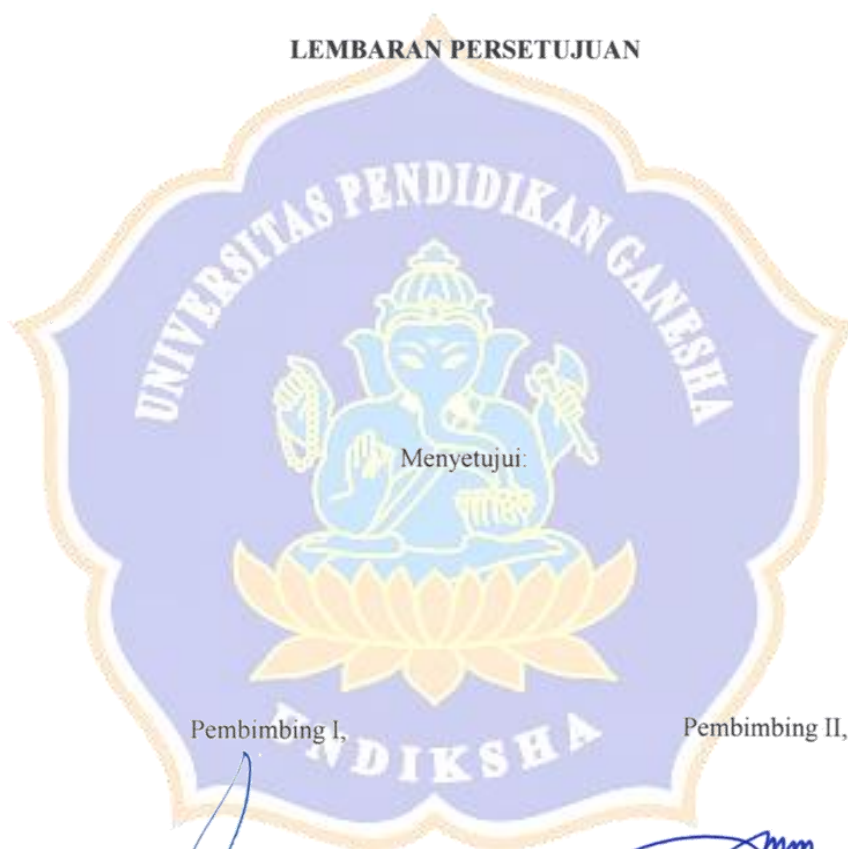 LEMBARAN PERSETUJUAN
UNIVERSITAS PENDIDIKAN GANESHA
Menyetujui:
Pembimbing I,
Pembimbing II,
UNDIKSHA